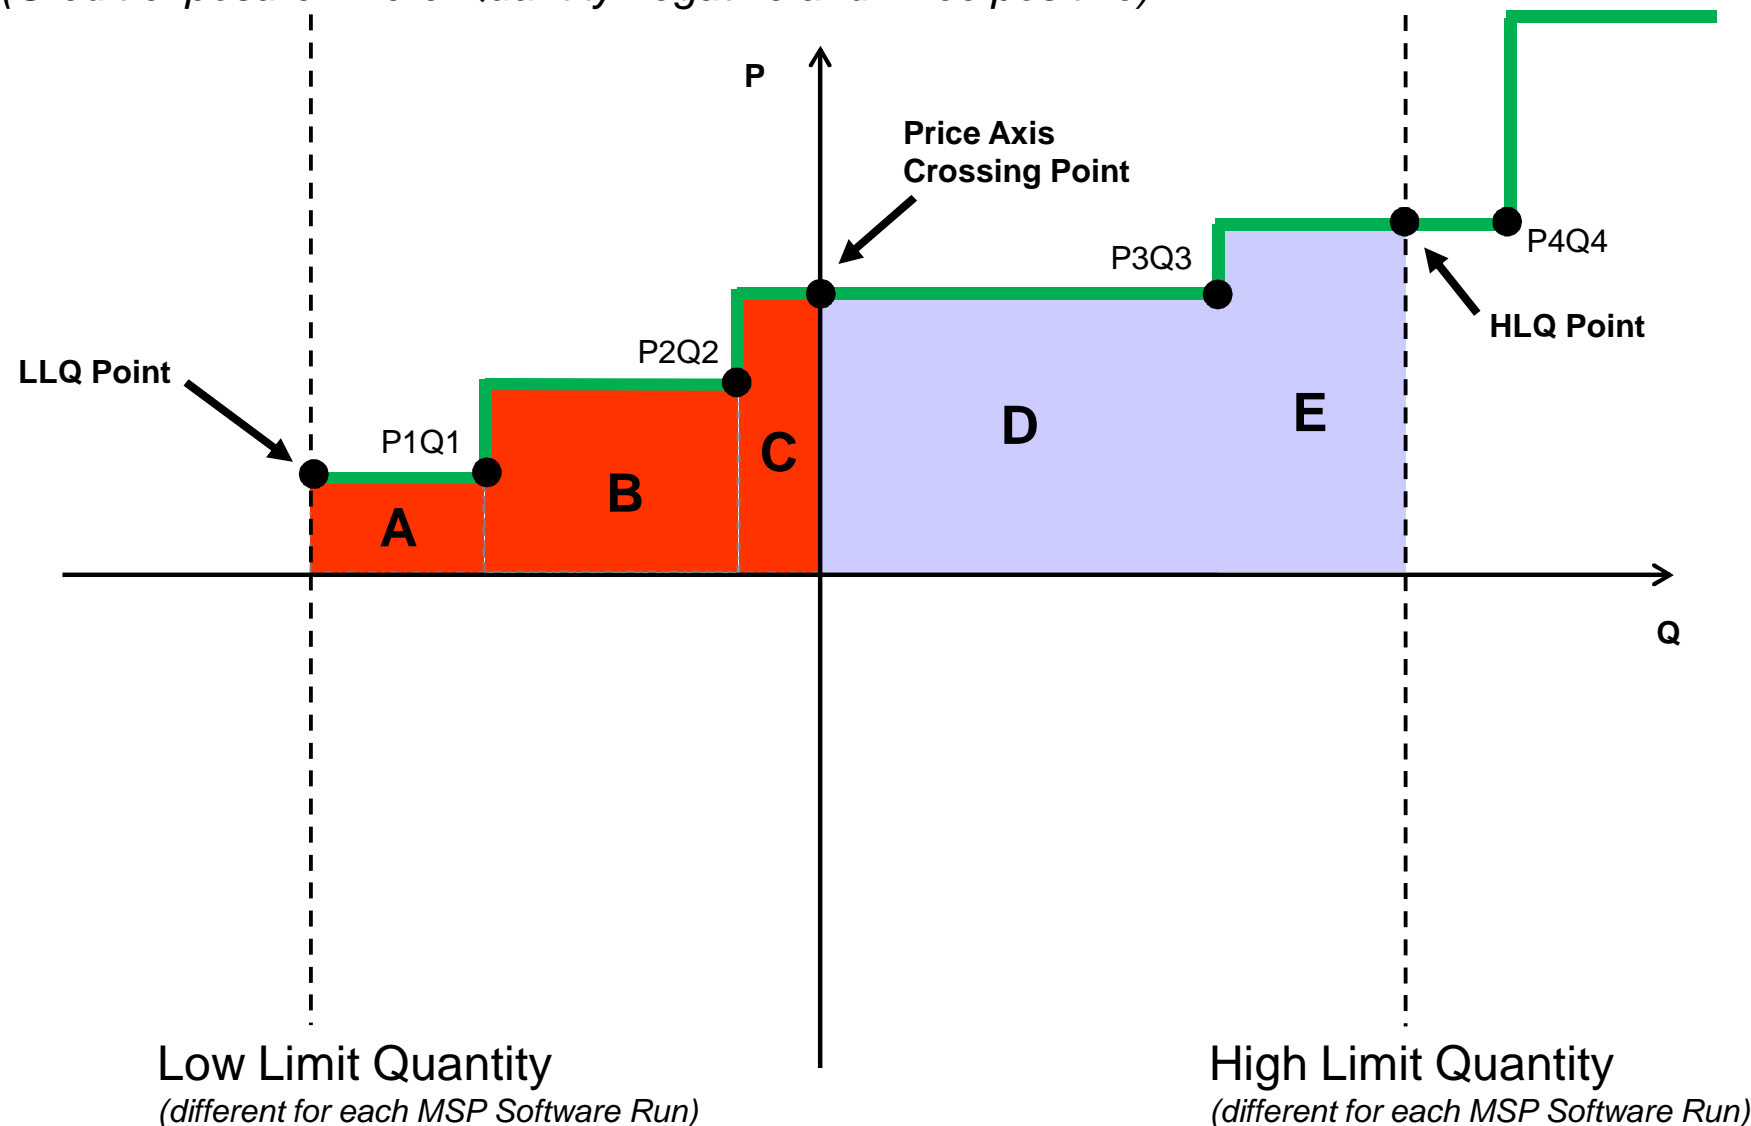 P
Price Axis
Crossing Point
P4Q4
P3Q3
HLQ Point
P2Q2
LLQ Point
P1Q1
A
B
C
D
E
Q
Low Limit Quantity
(different for each MSP Software Run)
High Limit Quantity
(different for each MSP Software Run)